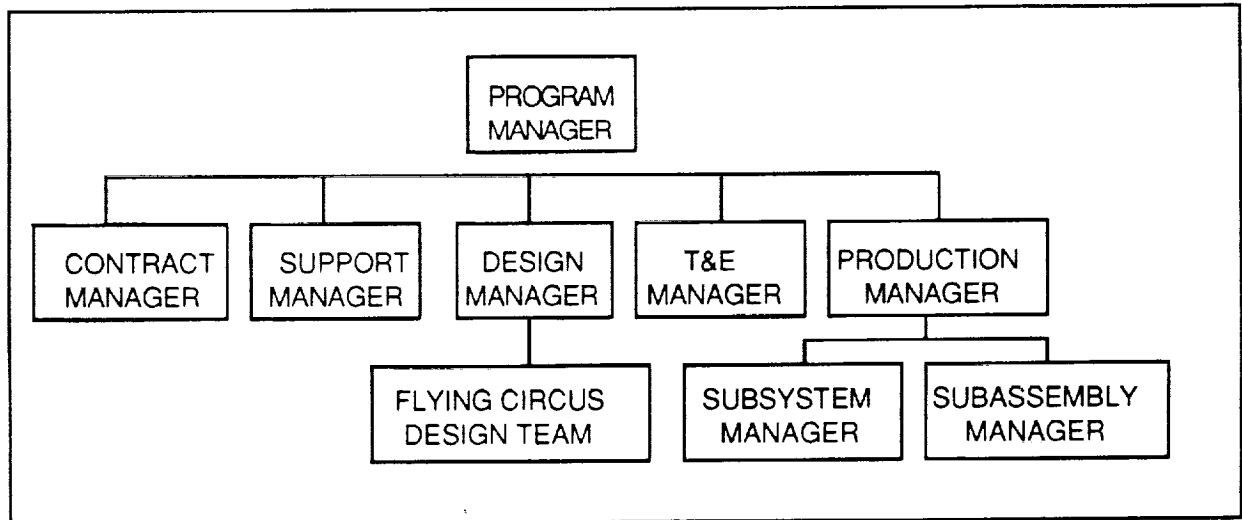 PROGRAM
MANAGER
CONTRACT
MANAGER
SUPPORT
MANAGER
DESIGN
MANAGER
T&E
MANAGER
PRODUCTION
MANAGER
FLYING CIRCUS
DESIGN TEAM
SUBSYSTEM
MANAGER
SUBASSEMBLY
MANAGER